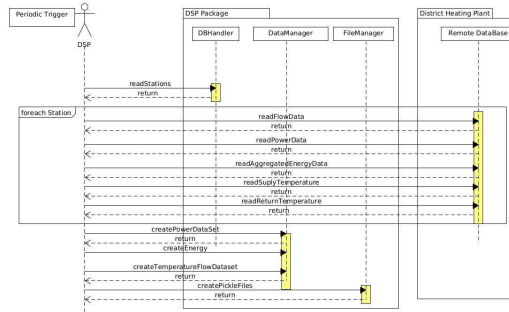 Periodic Trigger
DSP
DSP Package
District Heating Plant
DBHandler
DataManager
FileManager
Remote DataBase
readStations
return
foreach Station
readFlowData
return
readPowerData
return
readAggregatedEnergyData
return
readSuplyTemperature
return
readReturnTemperature
return
createPowerDataSet
return
createEnergy
createTemperatureFlowDataset
return
createPickleFiles
return